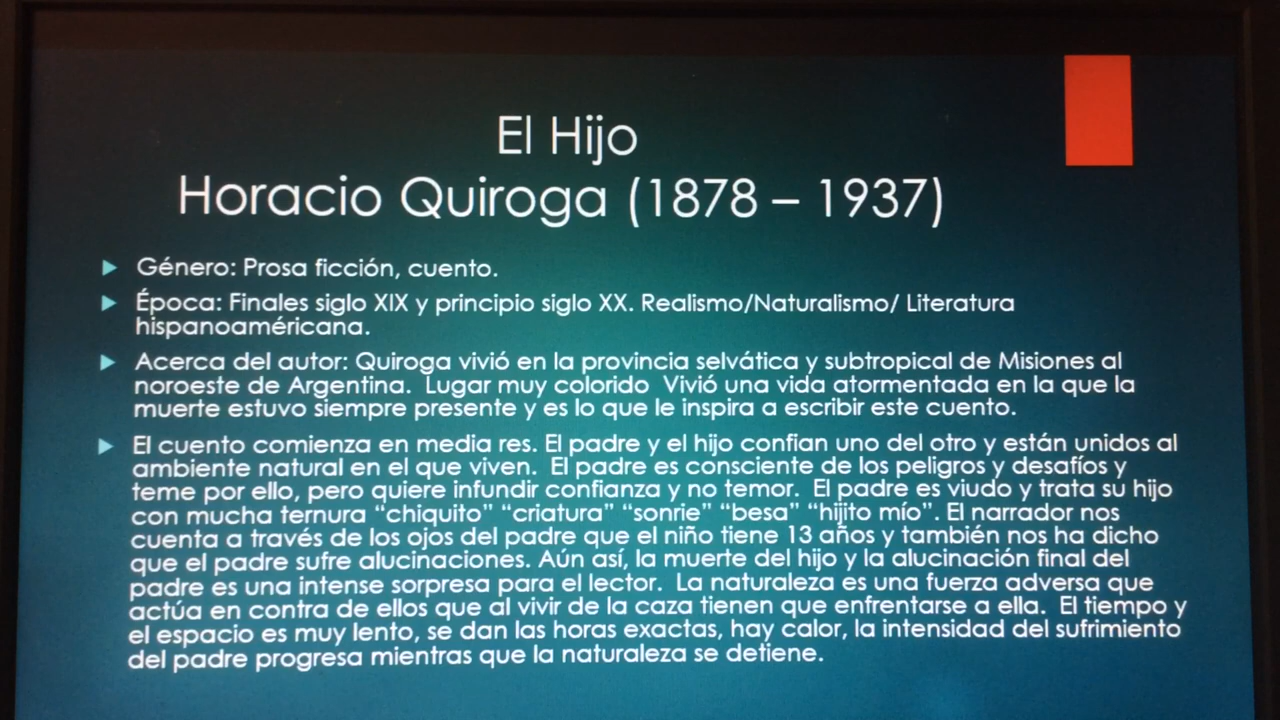 El Hijo
Horacio Quiroga (1878 – 1937)
Género: Prosa ficción, cuento.
Época: Finales siglo XIX y principio siglo XX. Realismo/Naturalismo/ Literatura
hispanoaméricana.
Acerca del autor: Quiroga vivió en la provincia selvática y subtropical de Misiones al
noroeste de Argentina.  Lugar muy colorido  Vivió una vida atormentada en la que la
muerte estuvo siempre presente y es lo que le inspira a escribir este cuento.
El cuento comienza en media res. El padre y el hijo confian uno del otro y están unidos al
ambiente natural en el que viven.  El padre es consciente de los peligros y desafíos y
teme por ello, pero quiere infundir confianza y no temor.  El padre es viudo y trata su hijo
con mucha ternura “chiquito” “criatura” “sonrie” “besa” “hijito mío”. El narrador nos
cuenta a través de los ojos del padre que el niño tiene 13 años y también nos ha dicho
que el padre sufre alucinaciones. Aún así, la muerte del hijo y la alucinación final del
padre es una intense sorpresa para el lector.  La naturaleza es una fuerza adversa que
actúa en contra de ellos que al vivir de la caza tienen que enfrentarse a ella.  El tiempo y
el espacio es muy lento, se dan las horas exactas, hay calor, la intensidad del sufrimiento
del padre progresa mientras que la naturaleza se detiene.